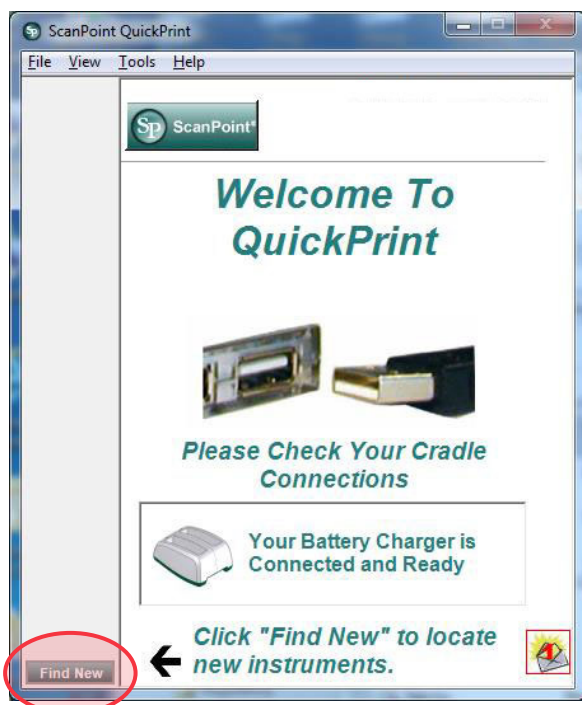 ScanPoint QuickPrint
File View Tools Help
Sp ScanPoint®
Welcome To
QuickPrint
Please Check Your Cradle
Connections
Your Battery Charger is
Connected and Ready
Click "Find New" to locate
new instruments.
Find New